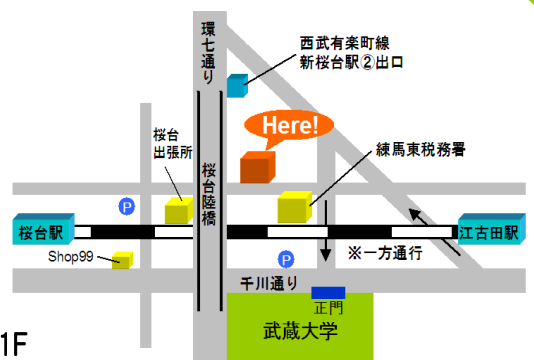 環七通り
西武有楽町線
新桜台駅②出口
Here!
桜台
出張所
練馬東税務署
桜台陸橋
P
桜台駅
江古田駅
Shop99
P
※一方通行
千川通り
正門
武蔵大学
1F